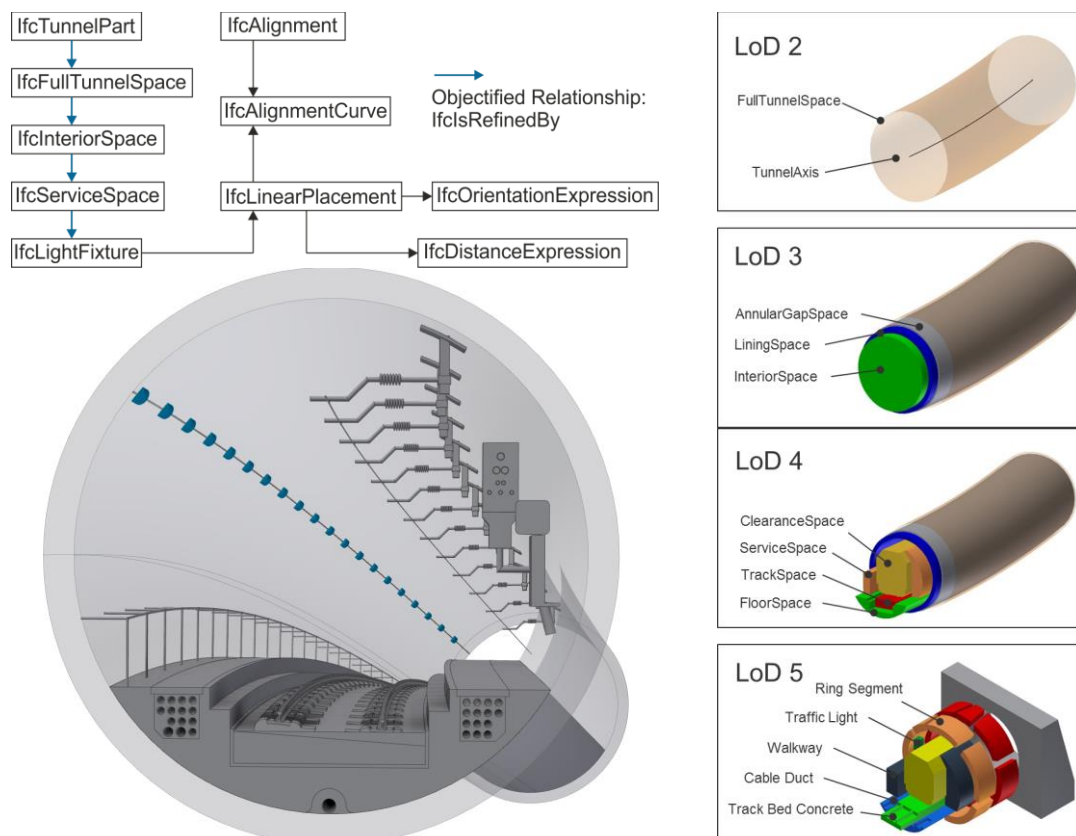 IfcTunnelPart
IfcFullTunnelSpace
IfcInteriorSpace
IfcServiceSpace
IfcLightFixture
IfcAlignment
IfcAlignmentCurve
IfcLinearPlacement
IfcOrientationExpression
IfcDistanceExpression
Objectified Relationship:
IfcIsRefinedBy
LoD 2
FullTunnelSpace
TunnelAxis
LoD 3
AnnularGapSpace
LiningSpace
InteriorSpace
LoD 4
ClearanceSpace
ServiceSpace
TrackSpace
FloorSpace
LoD 5
Ring Segment
Traffic Light
Walkway
Cable Duct
Track Bed Concrete